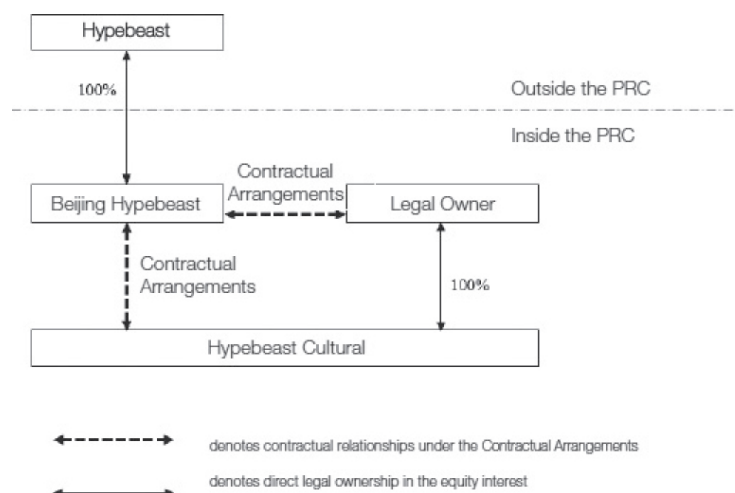 Hypebeast
100%
Outside the PRC
Inside the PRC
Contractual
Arrangements
Beijing Hypebeast
Legal Owner
Contractual
Arrangements
100%
Hypebeast Cultural
denotes contractual relationships under the Contractual Arrangements
denotes direct legal ownership in the equity interest